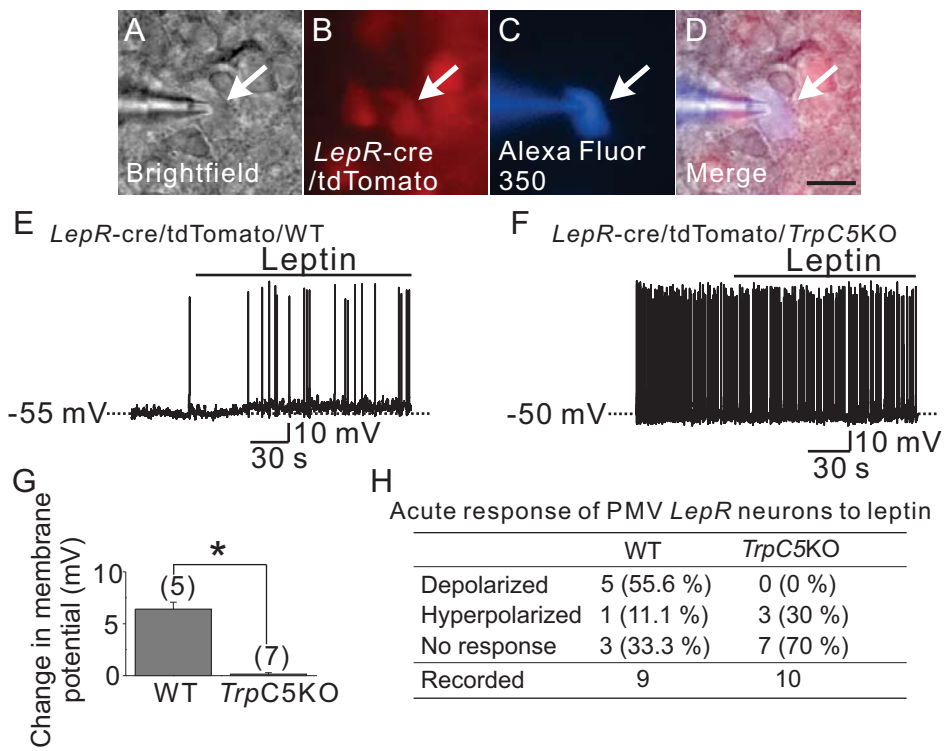 A
B
C
D
Brightfield
LepR-cre
/tdTomato
Alexa Fluor
350
Merge
E
LepR-cre/tdTomato/WT
Leptin
-55 mV
10 mV
30 s
F
LepR-cre/tdTomato/TrpC5KO
Leptin
-50 mV
10 mV
30 s
G
Change in membrane
potential (mV)
10
5
0
(5)
*
(7)
WT
TrpC5KO
H
Acute response of PMV LepR neurons to leptin
WT TrpC5KO
Depolarized 5 (55.6 %) 0 (0 %)
Hyperpolarized 1 (11.1 %) 3 (30 %)
No response 3 (33.3 %) 7 (70 %)
Recorded 9 10